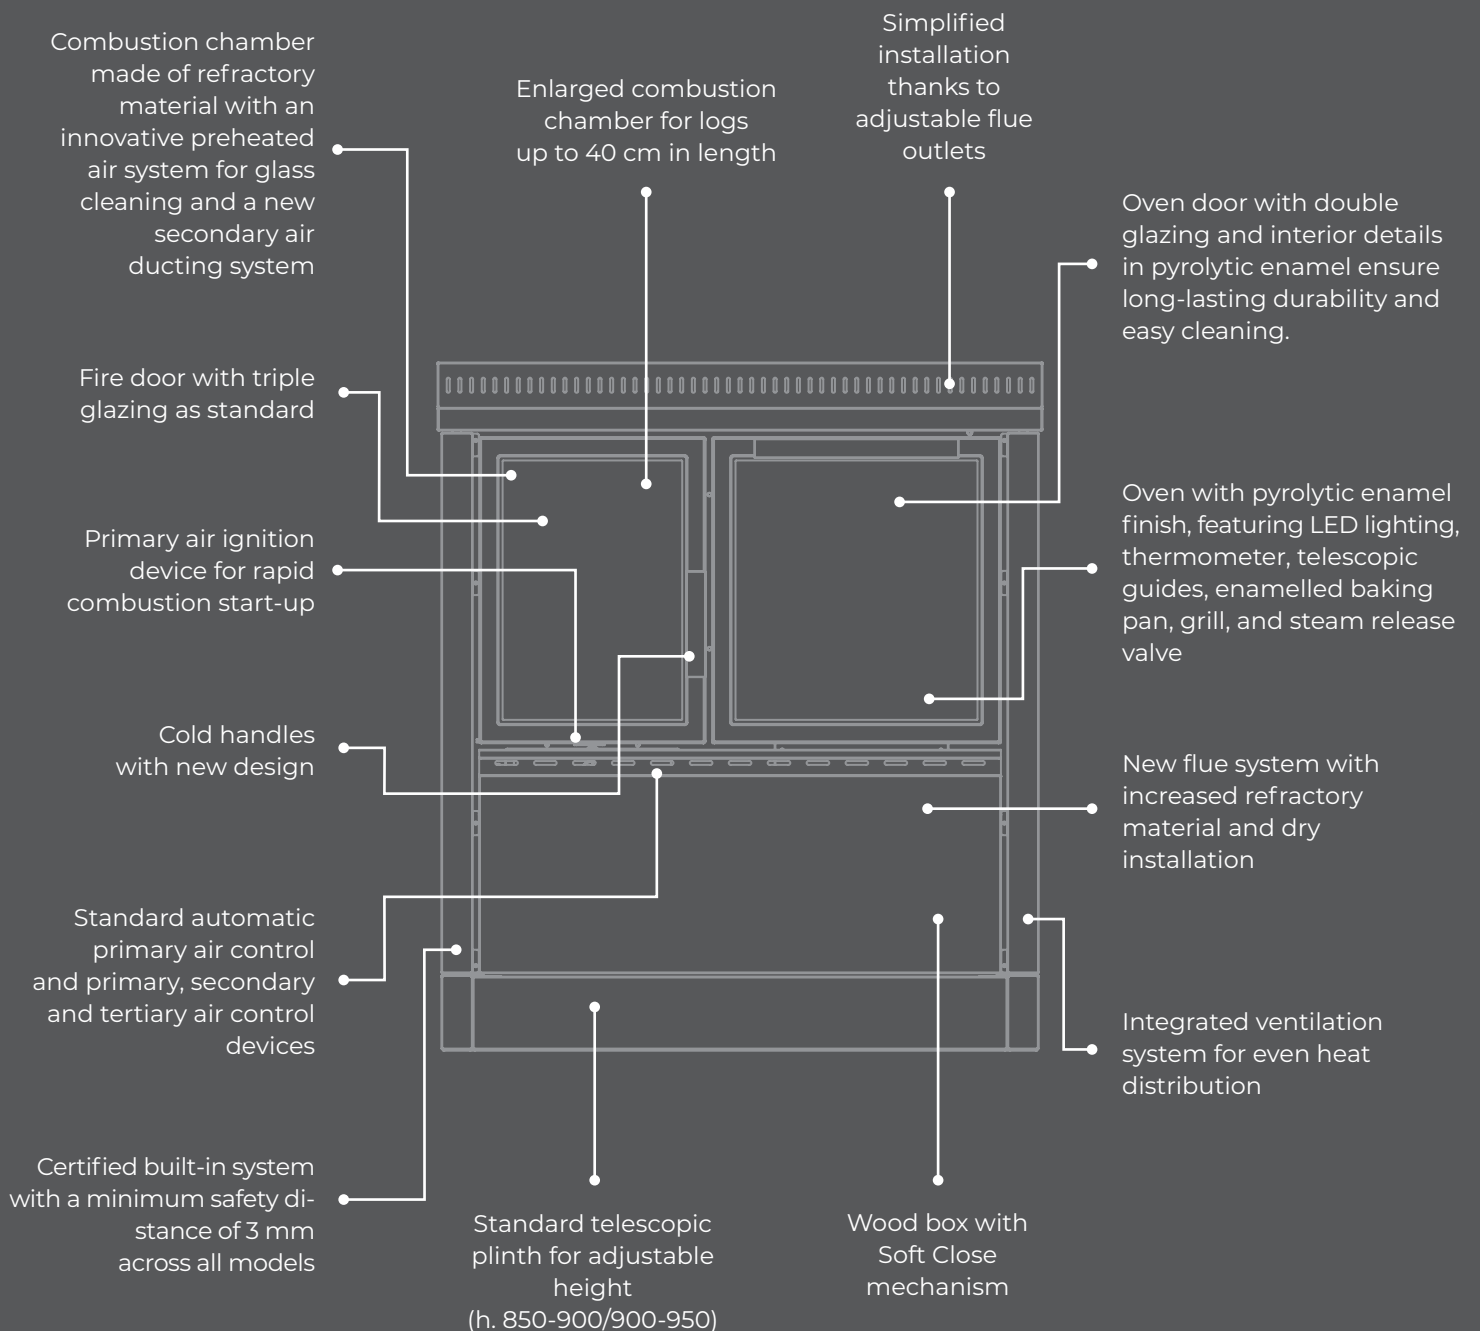 Combustion chamber
made of refractory
material with an
innovative preheated
air system for glass
cleaning and a new
secondary air
ducting system
Enlarged combustion
chamber for logs
up to 40 cm in length
Simplified
installation
thanks to
adjustable flue
outlets
Oven door with double
glazing and interior details
in pyrolytic enamel ensure
long-lasting durability and
easy cleaning.
Fire door with triple
glazing as standard
Primary air ignition
device for rapid
combustion start-up
Oven with pyrolytic enamel
finish, featuring LED lighting,
thermometer, telescopic
guides, enamelled baking
pan, grill, and steam release
valve
Cold handles
with new design
New flue system with
increased refractory
material and dry
installation
Standard automatic
primary air control
and primary, secondary
and tertiary air control
devices
Integrated ventilation
system for even heat
distribution
Certified built-in system
with a minimum safety di-
stance of 3 mm
across all models
Standard telescopic
plinth for adjustable
height
(h. 850-900/900-950)
Wood box with
Soft Close
mechanism